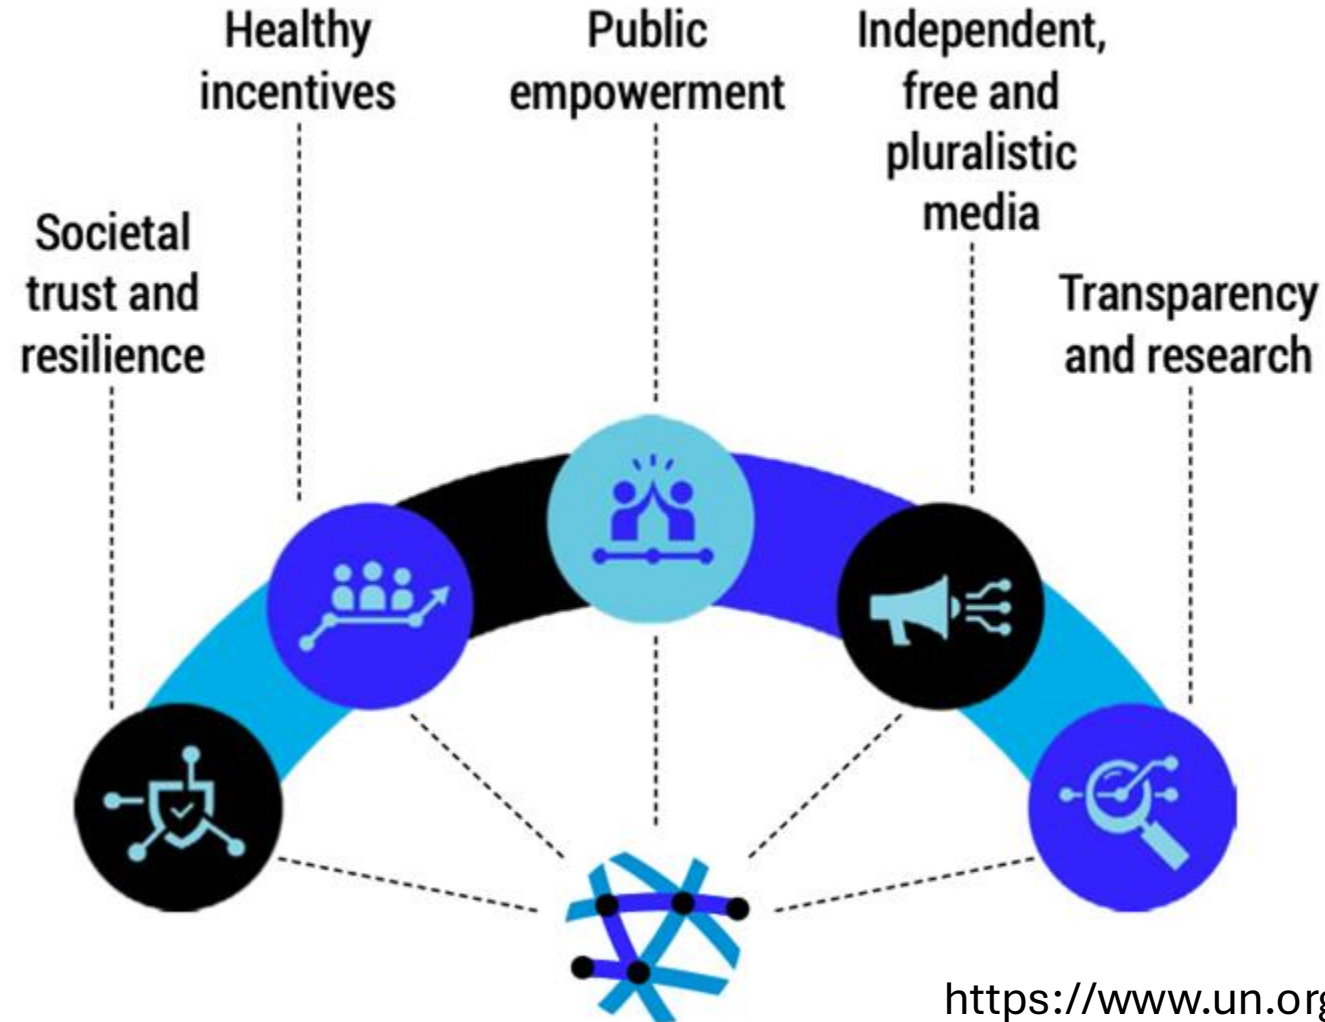 Societal
trust and
resilience
Healthy
incentives
Public
empowerment
Independent,
free and
pluralistic
media
Transparency
and research
https://www.un.org